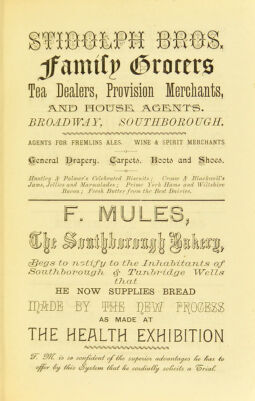 STIDOLPH BROS.
Family Grocers
Tea Dealers, Provision Merchants,
AND HOUSE AGENTS.
BROADWAY, SOUTHBOROUGH.
AGENTS FOR FREMLINS ALES. WINE & SPIRIT MERCHANTS
General Drapery. Carpets. Boots and Shoes.
Huntley & Palmer's Celebrated Biscuits; Crosse & Blackwell's
Jams, Jellies and Marmalades; Prime York Hams and Wiltshire
Bacon; Fresh Butter from the Best Dairies.
F. MULES,
The Southborough Bakery,
Begs to notify to the Inhabitants of
Southborough & Tunbridge Wells
that
HE NOW SUPPLIES BREAD
MADE BY THE NEW PROCESS
AS MADE AT
THE HEALTH EXHIBITION
F. M. is so confident of the superior advantages he has to
offer by this System that he cordially solicits a Trial.